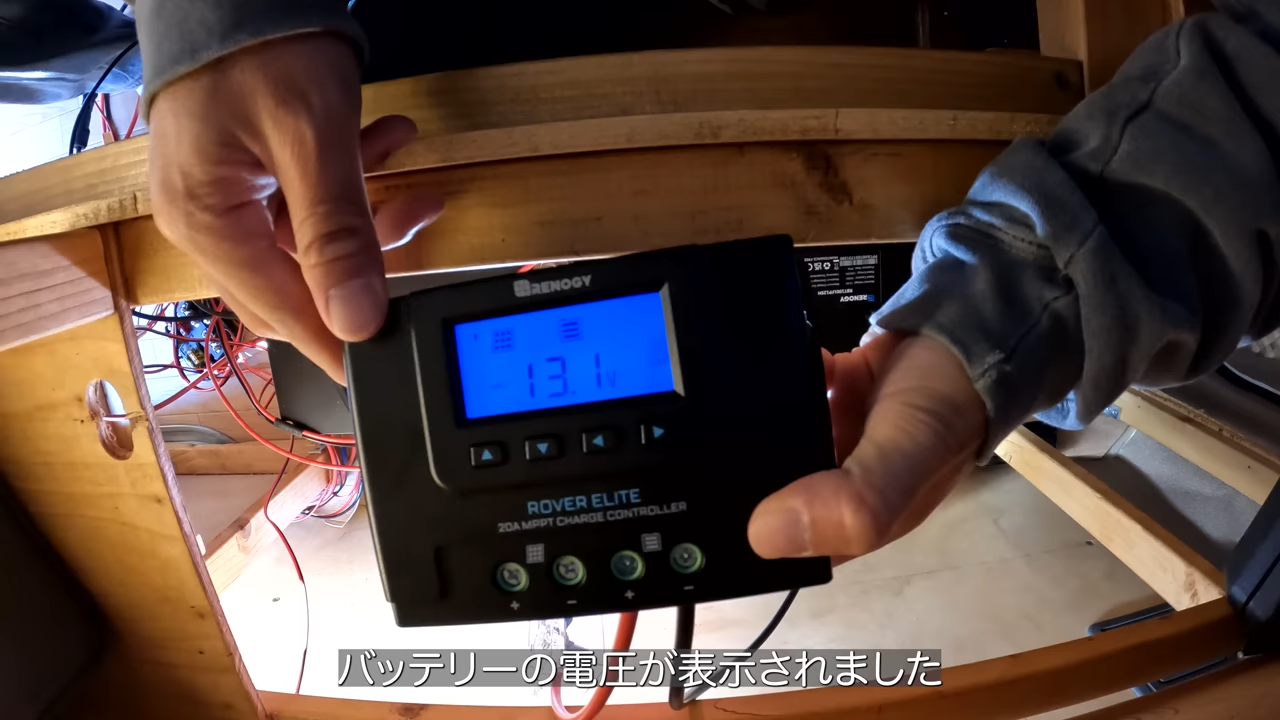 RENOGY
13.1V
ROVER ELITE
20A MPPT CHARGE CONTROLLER
+ − + −
RENOGY
バッテリーの電圧が表示されました